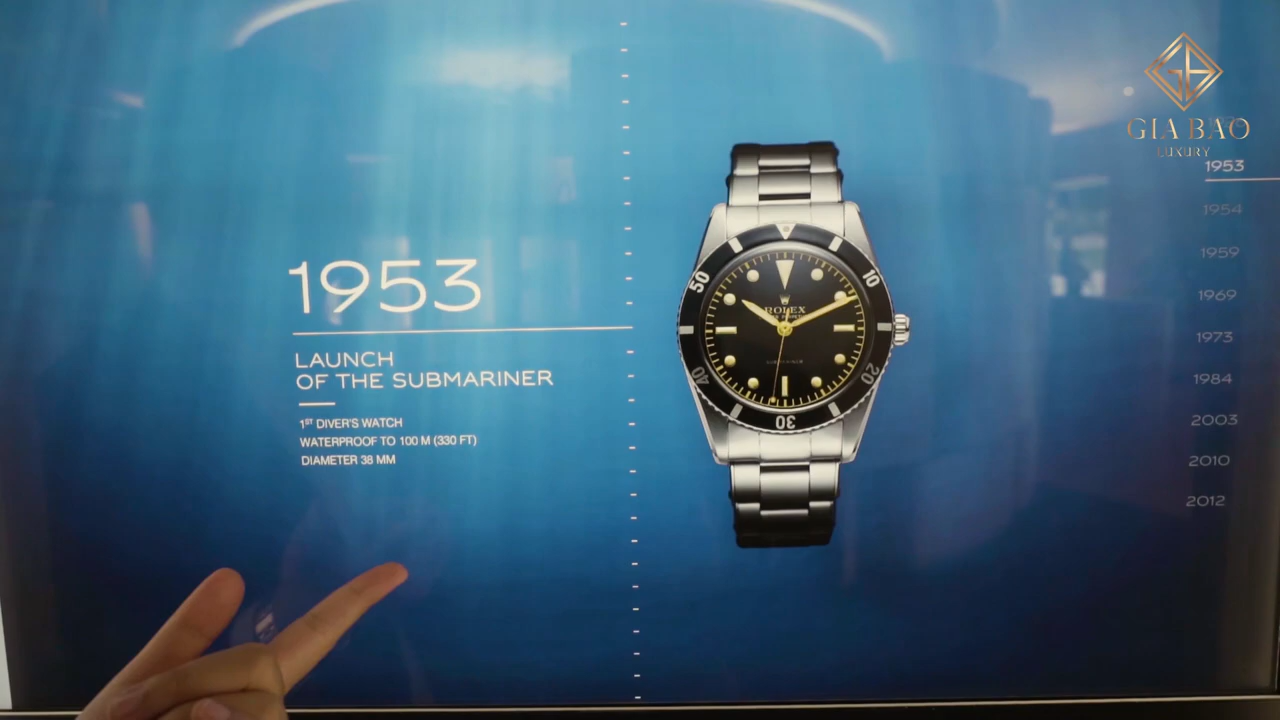 1953
LAUNCH
OF THE SUBMARINER
1ST DIVER'S WATCH
WATERPROOF TO 100 M (330 FT)
DIAMETER 38 MM
50
10
ROLEX
40
20
30
GIA BAO
LUXURY
1953
1954
1959
1969
1973
1984
2003
2010
2012